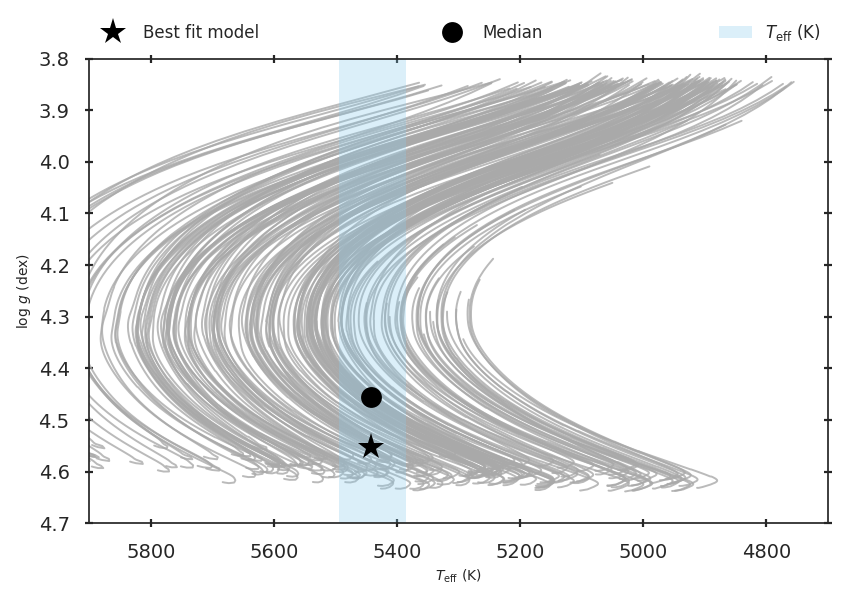 Best fit model Median T_eff (K)
3.8
3.9
4.0
4.1
4.2
4.3
4.4
4.5
4.6
4.7
log g (dex)
5800 5600 5400 5200 5000 4800
T_eff (K)